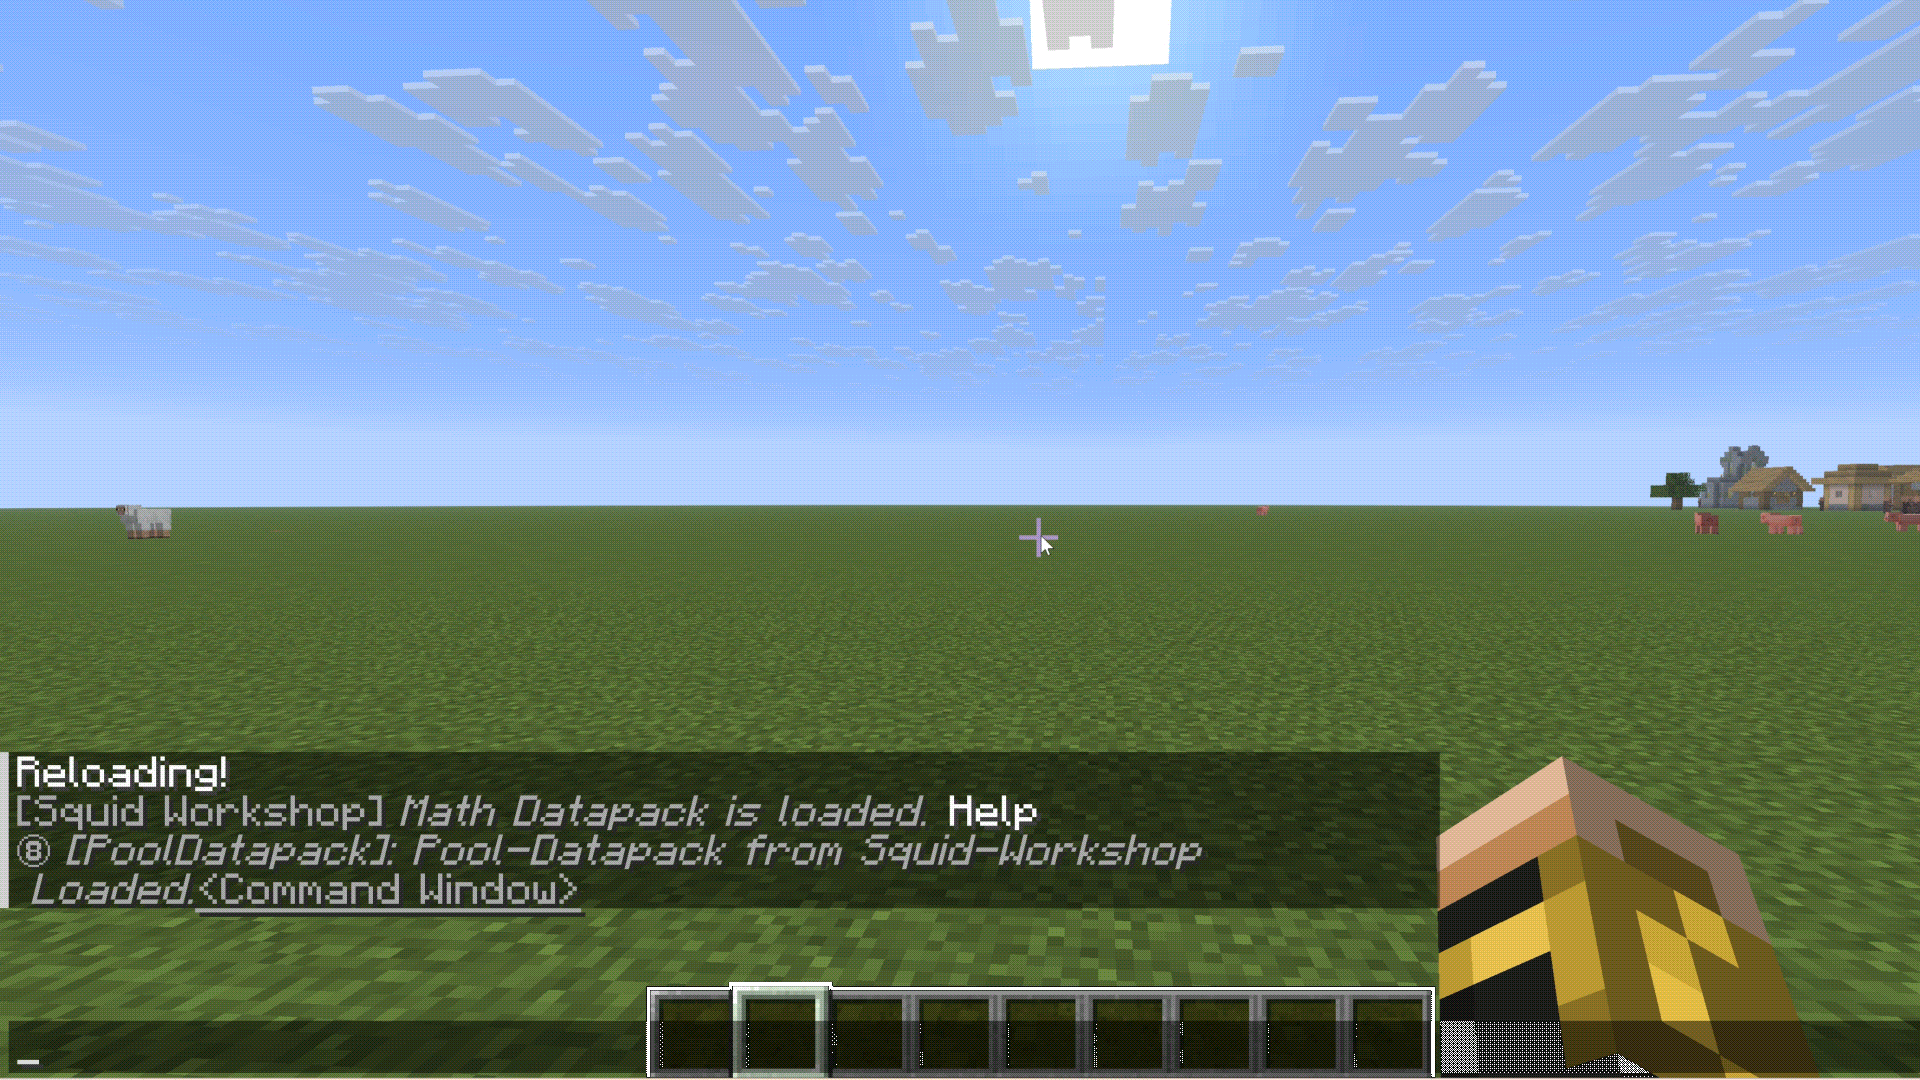 Reloading!
[Squid Workshop] Math Datapack is loaded. Help
⑧ [PoolDatapack]: Pool-Datapack from Squid-Workshop
Loaded.<Command Window>
_